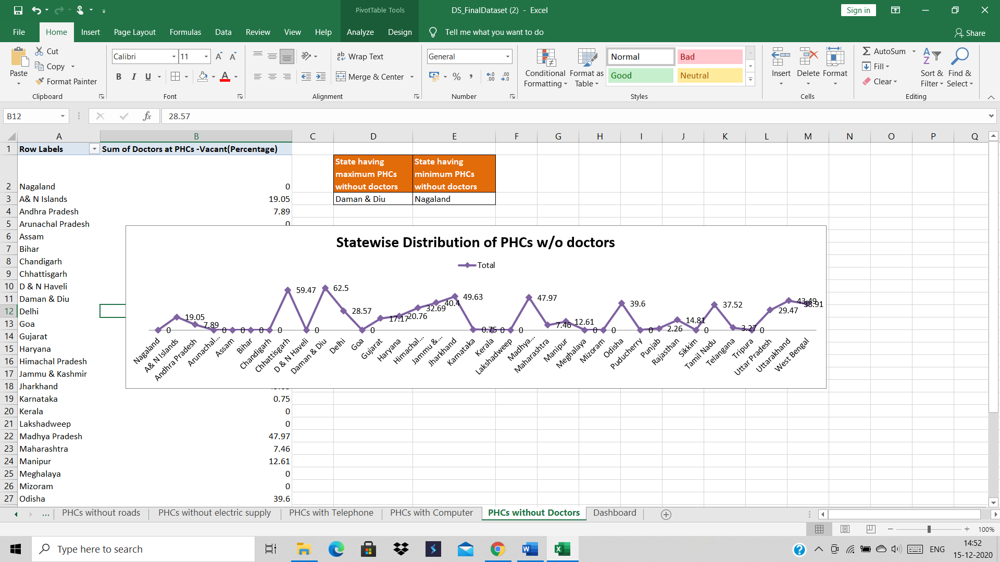 PivotTable Tools
DS_FinalDataset (2) - Excel
Sign in
File Home Insert Page Layout Formulas Data Review View Help Analyze Design Tell me what you want to do
Share
Paste
Cut
Copy
Format Painter
Calibri 11
Wrap Text
Merge & Center
General
Conditional Formatting
Format as Table
Normal Bad
Good Neutral
Insert Delete Format
AutoSum
Fill
Clear
Sort & Filter
Find & Select
Clipboard Font Alignment Number Styles Cells Editing
B12 fx 28.57
A B C D E F G H I J K L M N O P Q
1 Row Labels Sum of Doctors at PHCs -Vacant(Percentage)
State having maximum PHCs without doctors
State having minimum PHCs without doctors
2 Nagaland 0
3 A& N Islands 19.05 Daman & Diu Nagaland
4 Andhra Pradesh 7.89
5 Arunachal Pradesh 0
6 Assam
7 Bihar
8 Chandigarh
9 Chhattisgarh
10 D & N Haveli
11 Daman & Diu
12 Delhi
13 Goa
14 Gujarat
15 Haryana
16 Himachal Pradesh
17 Jammu & Kashmir
18 Jharkhand
19 Karnataka 0.75
20 Kerala 0
21 Lakshadweep 0
22 Madhya Pradesh 47.97
23 Maharashtra 7.46
24 Manipur 12.61
25 Meghalaya 0
26 Mizoram 0
27 Odisha 39.6
Statewise Distribution of PHCs w/o doctors
Total
0 19.05 7.89 0 0 0 0 59.47 0 62.5 28.57 0 17.17 20.76 32.69 40.4 49.63 0.75 0 0 47.97 7.46 12.61 0 0 39.6 0 2.26 14.81 0 37.52 3.27 0 29.47 43.49 38.91
Nagaland
A& N Islands
Andhra Pradesh
Arunachal...
Assam
Bihar
Chandigarh
Chhattisgarh
D & N Haveli
Daman & Diu
Delhi
Goa
Gujarat
Haryana
Himachal...
Jammu &...
Jharkhand
Karnataka
Kerala
Lakshadweep
Madhya...
Maharashtra
Manipur
Meghalaya
Mizoram
Odisha
Puducherry
Punjab
Rajasthan
Sikkim
Tamil Nadu
Telangana
Tripura
Uttar Pradesh
Uttarakhand
West Bengal
... PHCs without roads PHCs without electric supply PHCs with Telephone PHCs with Computer PHCs without Doctors Dashboard
100%
Type here to search
ENG
14:52
15-12-2020